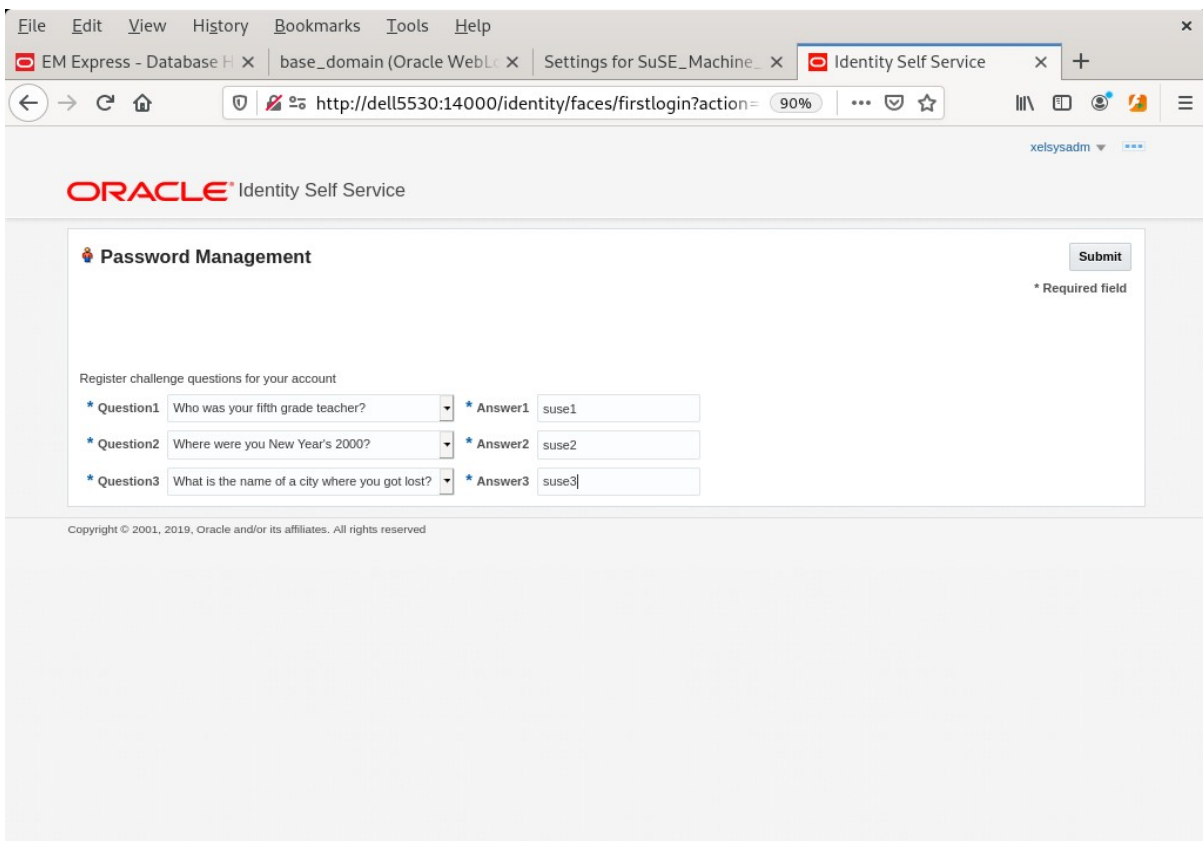 File Edit View History Bookmarks Tools Help
EM Express - Database H base_domain (Oracle WebLo Settings for SuSE_Machine_ Identity Self Service
http://dell5530:14000/identity/faces/firstlogin?action= 90%
xelsysadm
ORACLE® Identity Self Service
Password Management Submit
* Required field
Register challenge questions for your account
* Question1 Who was your fifth grade teacher? * Answer1 suse1
* Question2 Where were you New Year's 2000? * Answer2 suse2
* Question3 What is the name of a city where you got lost? * Answer3 suse3
Copyright © 2001, 2019, Oracle and/or its affiliates. All rights reserved